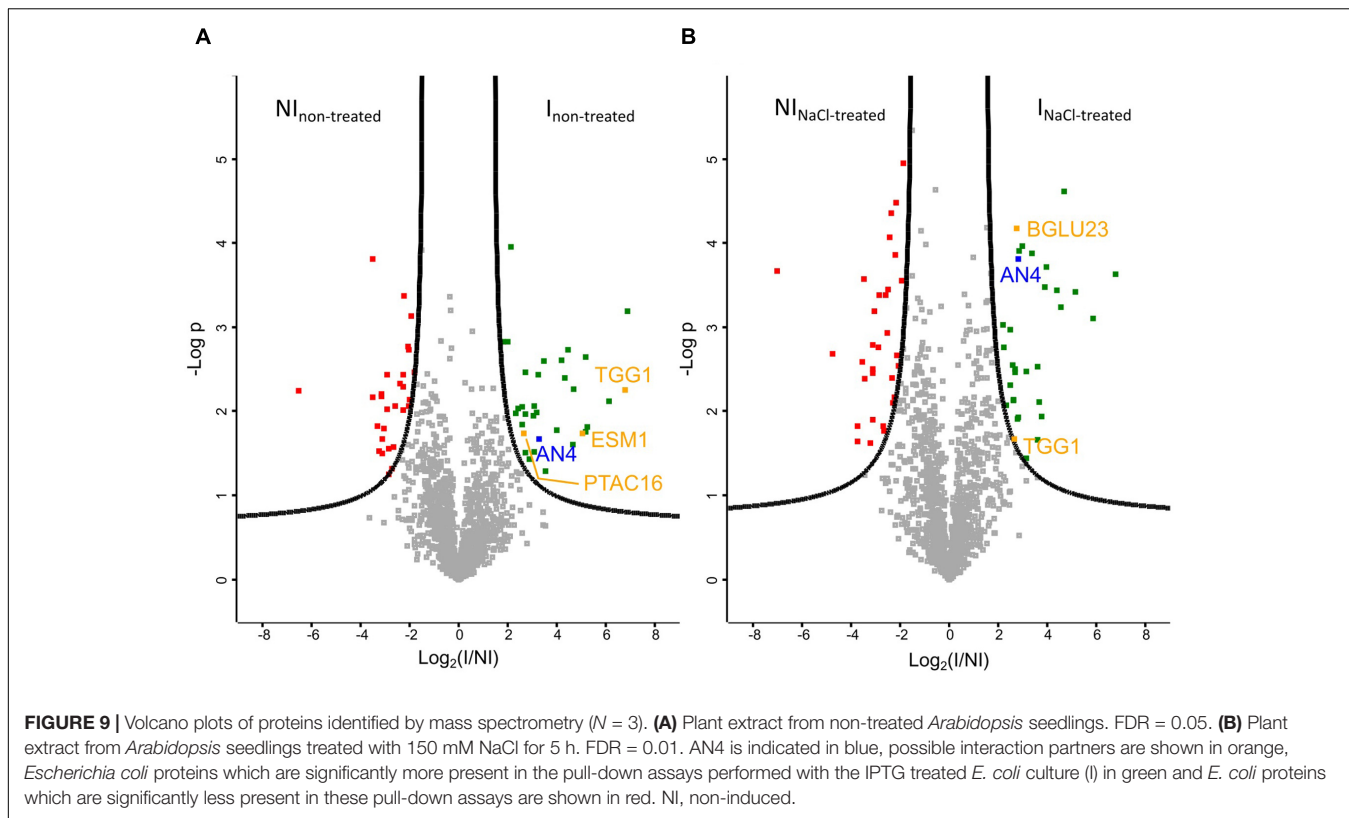 A
B
NI non-treated
I non-treated
NI NaCl-treated
I NaCl-treated
-Log p
5
4
3
2
1
0
TGG1
ESM1
AN4
PTAC16
-8 -6 -4 -2 0 2 4 6 8
Log2(I/NI)
-Log p
5
4
3
2
1
0
BGLU23
AN4
TGG1
-8 -6 -4 -2 0 2 4 6 8
Log2(I/NI)
FIGURE 9 | Volcano plots of proteins identified by mass spectrometry (N = 3). (A) Plant extract from non-treated Arabidopsis seedlings. FDR = 0.05. (B) Plant
extract from Arabidopsis seedlings treated with 150 mM NaCl for 5 h. FDR = 0.01. AN4 is indicated in blue, possible interaction partners are shown in orange,
Escherichia coli proteins which are significantly more present in the pull-down assays performed with the IPTG treated E. coli culture (I) in green and E. coli proteins
which are significantly less present in these pull-down assays are shown in red. NI, non-induced.